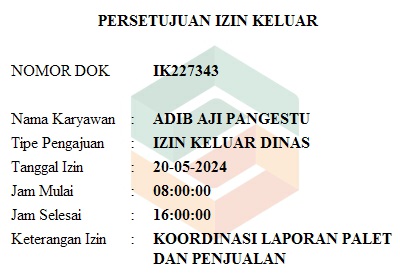 PERSETUJUAN IZIN KELUAR
NOMOR DOK IK227343
Nama Karyawan : ADIB AJI PANGESTU
Tipe Pengajuan : IZIN KELUAR DINAS
Tanggal Izin : 20-05-2024
Jam Mulai : 08:00:00
Jam Selesai : 16:00:00
Keterangan Izin : KOORDINASI LAPORAN PALET
DAN PENJUALAN